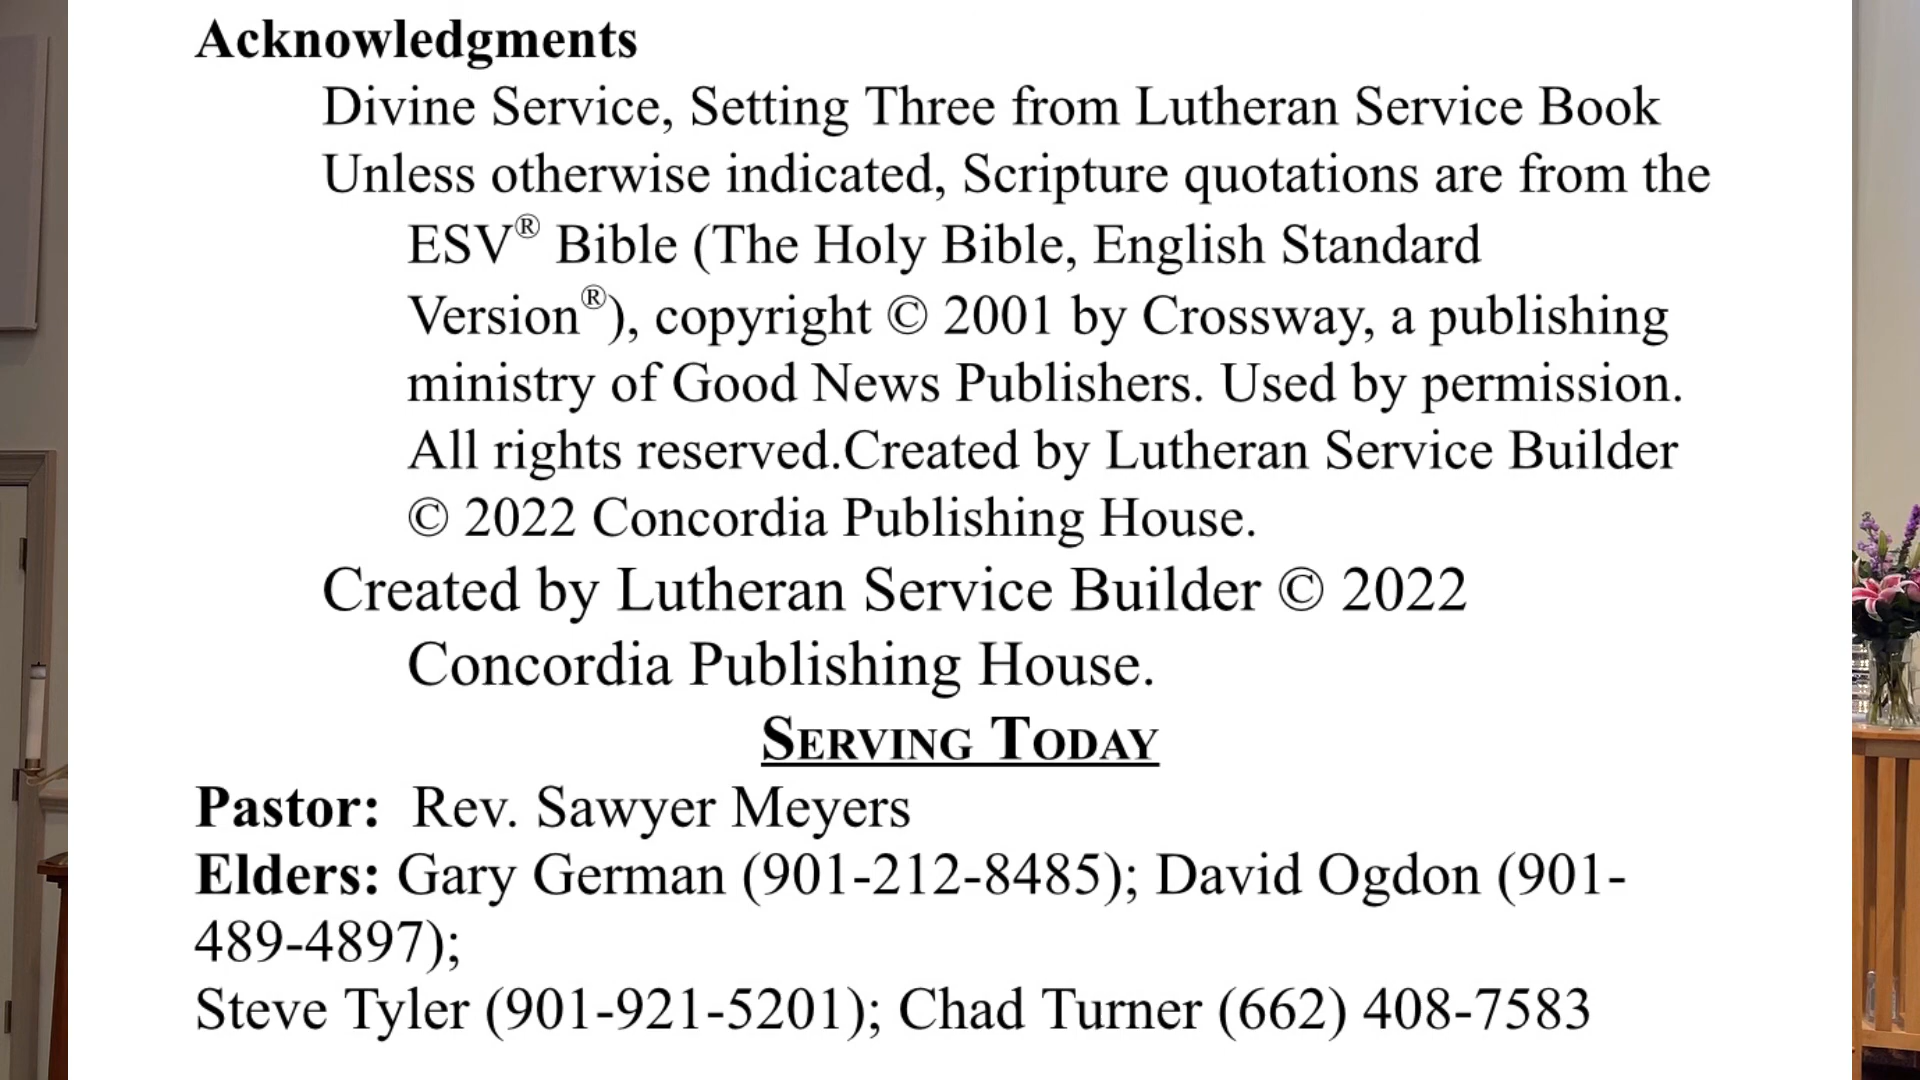 Acknowledgments
Divine Service, Setting Three from Lutheran Service Book
Unless otherwise indicated, Scripture quotations are from the
ESV® Bible (The Holy Bible, English Standard
Version®), copyright © 2001 by Crossway, a publishing
ministry of Good News Publishers. Used by permission.
All rights reserved.Created by Lutheran Service Builder
© 2022 Concordia Publishing House.
Created by Lutheran Service Builder © 2022
Concordia Publishing House.
Serving Today
Pastor: Rev. Sawyer Meyers
Elders: Gary German (901-212-8485); David Ogdon (901-
489-4897);
Steve Tyler (901-921-5201); Chad Turner (662) 408-7583